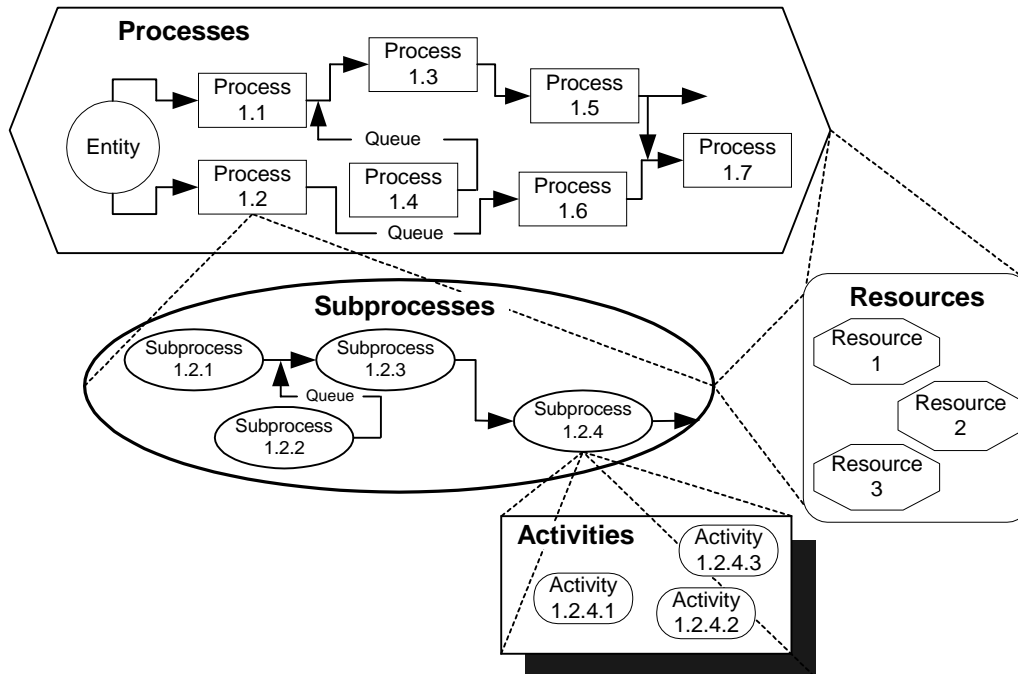 Processes
Process
1.1
Process
1.3
Process
1.5
Entity
Queue
Process
1.7
Process
1.2
Process
1.4
Process
1.6
Queue
Subprocesses
Subprocess
1.2.1
Subprocess
1.2.3
Queue
Subprocess
1.2.2
Subprocess
1.2.4
Resources
Resource
1
Resource
2
Resource
3
Activities
Activity
1.2.4.3
Activity
1.2.4.1
Activity
1.2.4.2